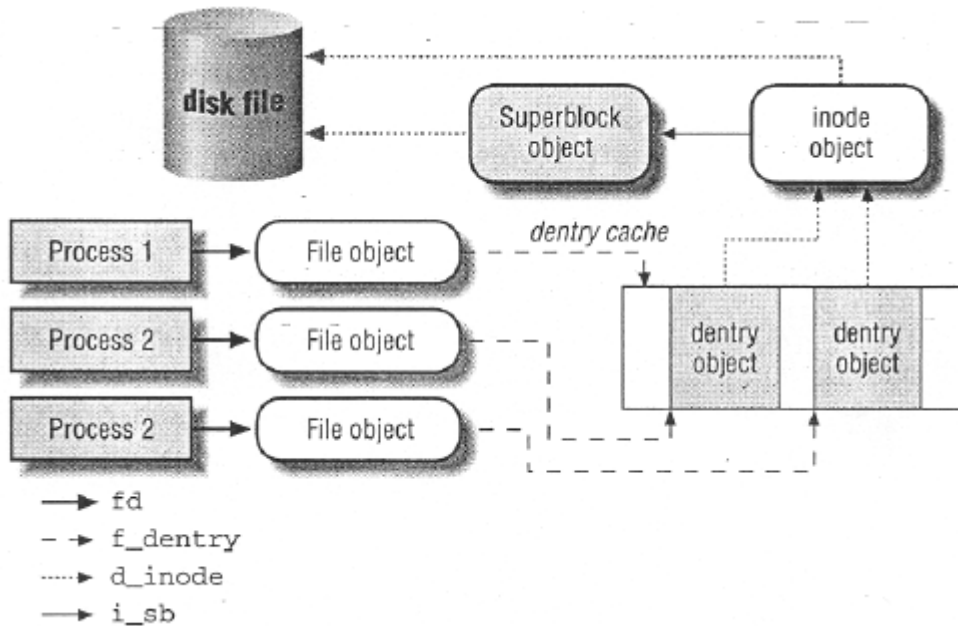 disk file
Superblock
object
inode
object
Process 1
File object
dentry cache
Process 2
File object
dentry
object
dentry
object
Process 2
File object
fd
f_dentry
d_inode
i_sb